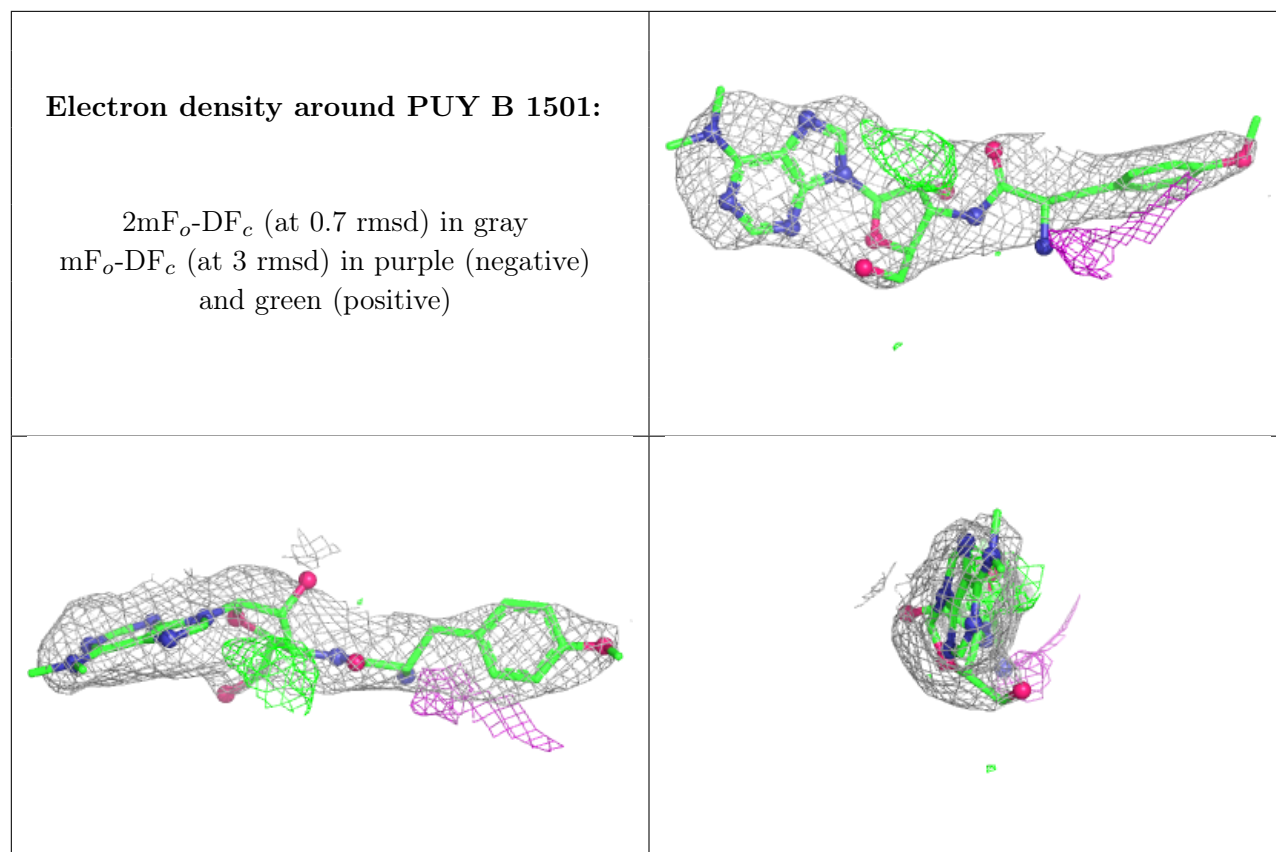 Electron density around PUY B 1501:
2mFo-DFc (at 0.7 rmsd) in gray
mFo-DFc (at 3 rmsd) in purple (negative)
and green (positive)